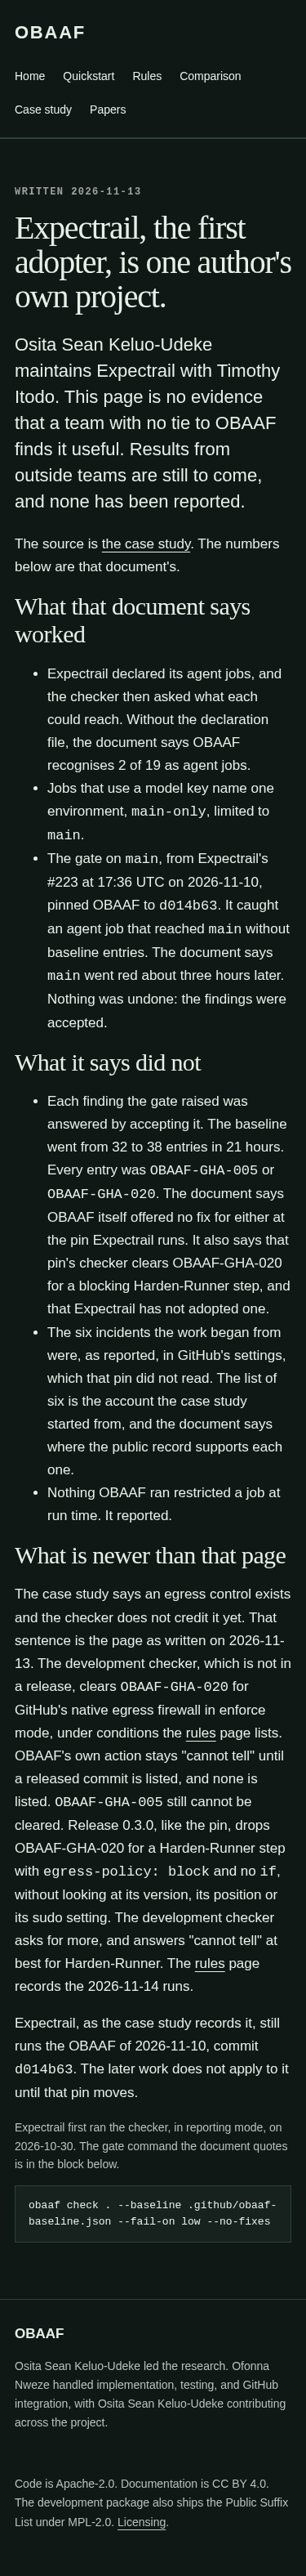 OBAAF
Home Quickstart Rules Comparison
Case study Papers
WRITTEN 2026-11-13
Expectrail, the first
adopter, is one author's
own project.
Osita Sean Keluo-Udeke
maintains Expectrail with Timothy
Itodo. This page is no evidence
that a team with no tie to OBAAF
finds it useful. Results from
outside teams are still to come,
and none has been reported.
The source is the case study. The numbers
below are that document's.
What that document says
worked
• Expectrail declared its agent jobs, and
the checker then asked what each
could reach. Without the declaration
file, the document says OBAAF
recognises 2 of 19 as agent jobs.
• Jobs that use a model key name one
environment, main-only, limited to
main.
• The gate on main, from Expectrail's
#223 at 17:36 UTC on 2026-11-10,
pinned OBAAF to d014b63. It caught
an agent job that reached main without
baseline entries. The document says
main went red about three hours later.
Nothing was undone: the findings were
accepted.
What it says did not
• Each finding the gate raised was
answered by accepting it. The baseline
went from 32 to 38 entries in 21 hours.
Every entry was OBAAF-GHA-005 or
OBAAF-GHA-020. The document says
OBAAF itself offered no fix for either at
the pin Expectrail runs. It also says that
pin's checker clears OBAAF-GHA-020
for a blocking Harden-Runner step, and
that Expectrail has not adopted one.
• The six incidents the work began from
were, as reported, in GitHub's settings,
which that pin did not read. The list of
six is the account the case study
started from, and the document says
where the public record supports each
one.
• Nothing OBAAF ran restricted a job at
run time. It reported.
What is newer than that page
The case study says an egress control exists
and the checker does not credit it yet. That
sentence is the page as written on 2026-11-
13. The development checker, which is not in
a release, clears OBAAF-GHA-020 for
GitHub's native egress firewall in enforce
mode, under conditions the rules page lists.
OBAAF's own action stays "cannot tell" until
a released commit is listed, and none is
listed. OBAAF-GHA-005 still cannot be
cleared. Release 0.3.0, like the pin, drops
OBAAF-GHA-020 for a Harden-Runner step
with egress-policy: block and no if,
without looking at its version, its position or
its sudo setting. The development checker
asks for more, and answers "cannot tell" at
best for Harden-Runner. The rules page
records the 2026-11-14 runs.
Expectrail, as the case study records it, still
runs the OBAAF of 2026-11-10, commit
d014b63. The later work does not apply to it
until that pin moves.
Expectrail first ran the checker, in reporting mode, on
2026-10-30. The gate command the document quotes
is in the block below.
obaaf check . --baseline .github/obaaf-
baseline.json --fail-on low --no-fixes
OBAAF
Osita Sean Keluo-Udeke led the research. Ofonna
Nweze handled implementation, testing, and GitHub
integration, with Osita Sean Keluo-Udeke contributing
across the project.
Code is Apache-2.0. Documentation is CC BY 4.0.
The development package also ships the Public Suffix
List under MPL-2.0. Licensing.